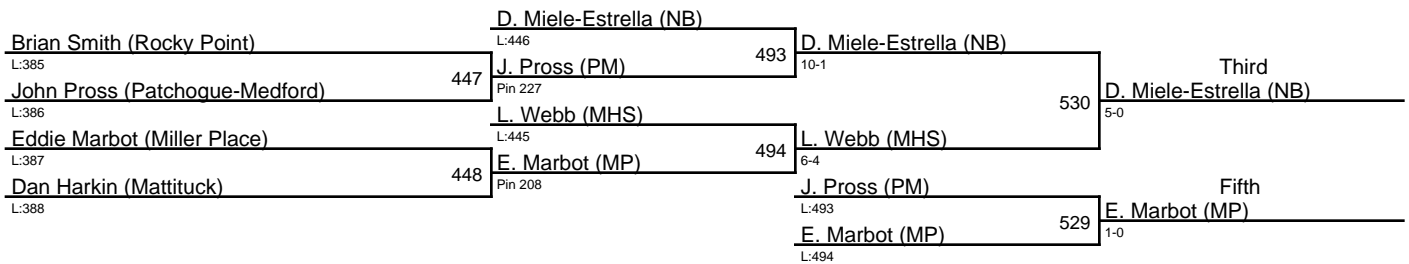 D. Miele-Estrella (NB)
Brian Smith (Rocky Point)
L:446
493
D. Miele-Estrella (NB)
L:385
447
J. Pross (PM)
10-1
Third
John Pross (Patchogue-Medford)
Pin 227
530
D. Miele-Estrella (NB)
L:386
L. Webb (MHS)
5-0
Eddie Marbot (Miller Place)
L:445
494
L. Webb (MHS)
L:387
448
E. Marbot (MP)
6-4
Dan Harkin (Mattituck)
Pin 208
J. Pross (PM)
Fifth
L:388
L:493
529
E. Marbot (MP)
E. Marbot (MP)
1-0
L:494